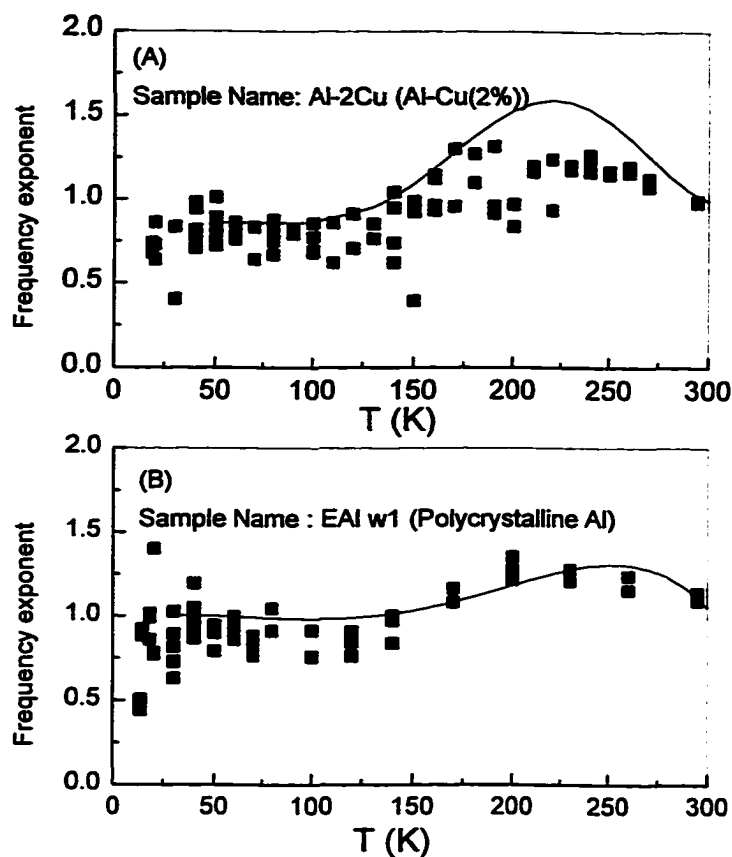 2.0
(A)
Sample Name: Al-2Cu (Al-Cu(2%))
1.5
1.0
0.5
0.0
Frequency exponent
0 50 100 150 200 250 300
T (K)
2.0
(B)
Sample Name : EAl w1 (Polycrystalline Al)
1.5
1.0
0.5
0.0
Frequency exponent
0 50 100 150 200 250 300
T (K)